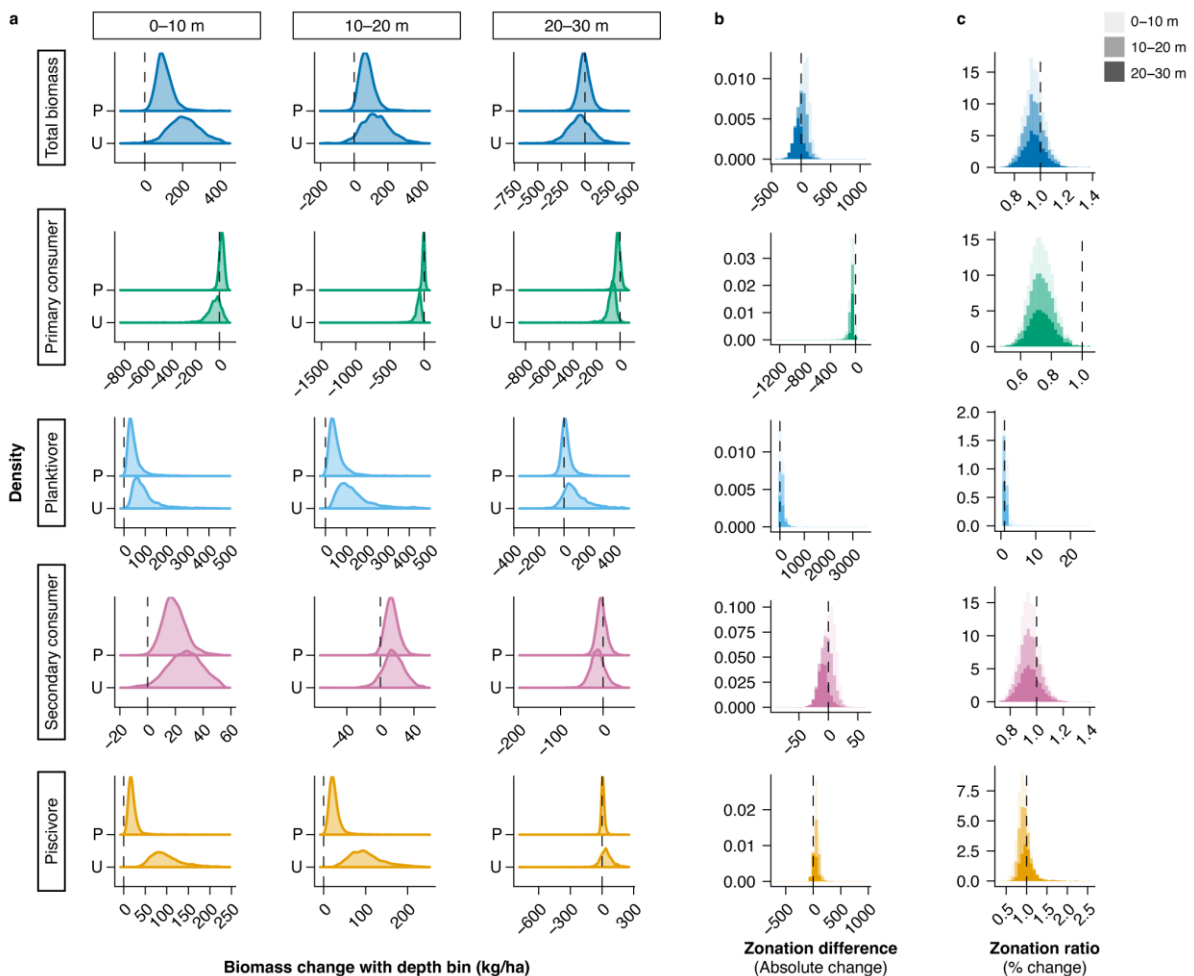 a
b
c
0–10 m
10–20 m
20–30 m
0–10 m
10–20 m
20–30 m
Density
Total biomass
P
U
0 200 400
−200 0 200 400
−750 −500 −250 0 250 500
0.010
0.005
0.000
−500 0 500 1000
15
10
5
0
0.8 1.0 1.2 1.4
Primary consumer
P
U
−800 −600 −400 −200 0
P
U
−1500 −1000 −500 0
P
U
−800 −600 −400 −200 0
0.03
0.02
0.01
0.00
−1200 −800 −400 0
15
10
5
0
0.6 0.8 1.0
Planktivore
P
U
0 100 200 300 400 500
P
U
0 100 200 300 400 500
P
U
−400 −200 0 200 400
0.010
0.005
0.000
0 1000 2000 3000
2.0
1.5
1.0
0.5
0.0
0 10 20
Secondary consumer
P
U
−20 0 20 40 60
P
U
−40 0 40
P
U
−200 −100 0
0.100
0.075
0.050
0.025
0.000
−50 0 50
15
10
5
0
0.8 1.0 1.2 1.4
Piscivore
P
U
0 50 100 150 200 250
P
U
0 100 200
P
U
−600 −300 0 300
0.02
0.01
0.00
−500 0 500 1000
7.5
5.0
2.5
0.0
0.5 1.0 1.5 2.0 2.5
Biomass change with depth bin (kg/ha)
Zonation difference
(Absolute change)
Zonation ratio
(% change)